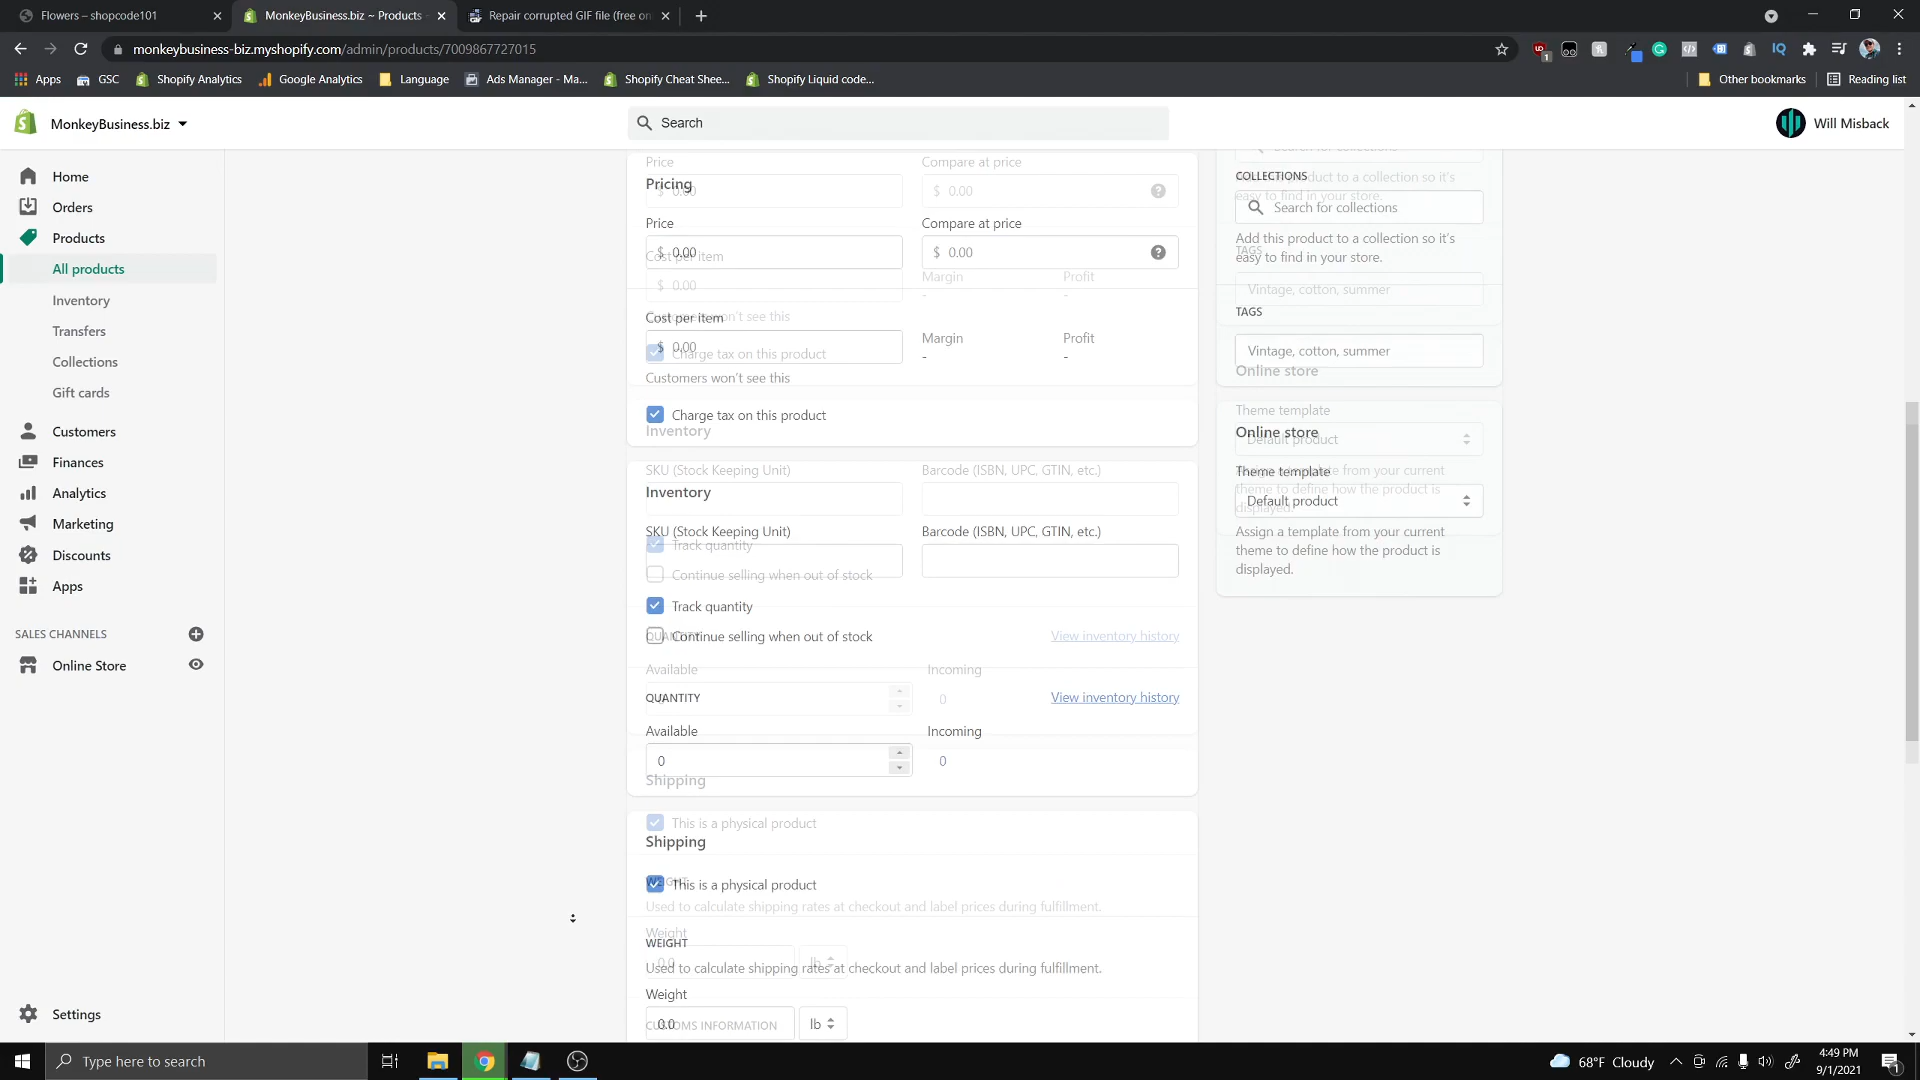 Flowers – shopcode101
MonkeyBusiness.biz ~ Products
Repair corrupted GIF file (free on
monkeybusiness-biz.myshopify.com/admin/products/7009867727015
Apps
GSC
Shopify Analytics
Google Analytics
Language
Ads Manager - Ma...
Shopify Cheat Shee...
Shopify Liquid code...
Other bookmarks
Reading list
MonkeyBusiness.biz
Search
Will Misback
Home
Orders
Products
All products
Inventory
Transfers
Collections
Gift cards
Customers
Finances
Analytics
Marketing
Discounts
Apps
SALES CHANNELS
Online Store
Settings
Price
Compare at price
Pricing
$ 0.00
$ 0.00
Price
Compare at price
$ 0.00
$ 0.00
Cost per item
Margin
Profit
$ 0.00
-
-
Customers won't see this
Cost per item
Margin
Profit
$ 0.00
-
-
Charge tax on this product
Customers won't see this
Charge tax on this product
Inventory
SKU (Stock Keeping Unit)
Barcode (ISBN, UPC, GTIN, etc.)
Inventory
SKU (Stock Keeping Unit)
Barcode (ISBN, UPC, GTIN, etc.)
Track quantity
Continue selling when out of stock
Track quantity
QUANTITY
Continue selling when out of stock
View inventory history
Available
Incoming
QUANTITY
0
View inventory history
Available
Incoming
0
0
Shipping
This is a physical product
Shipping
WEIGHT
This is a physical product
Used to calculate shipping rates at checkout and label prices during fulfillment.
Weight
WEIGHT
0.0
lb
Used to calculate shipping rates at checkout and label prices during fulfillment.
Weight
0.0
lb
CUSTOMS INFORMATION
Search for collections
COLLECTIONS
Add this product to a collection so it's
easy to find in your store.
Search for collections
Add this product to a collection so it's
easy to find in your store.
TAGS
Vintage, cotton, summer
TAGS
Vintage, cotton, summer
Online store
Theme template
Online store
Default product
Theme template
Assign a template from your current
theme to define how the product is
displayed.
Default product
Assign a template from your current
theme to define how the product is
displayed.
Type here to search
68°F Cloudy
4:49 PM
9/1/2021